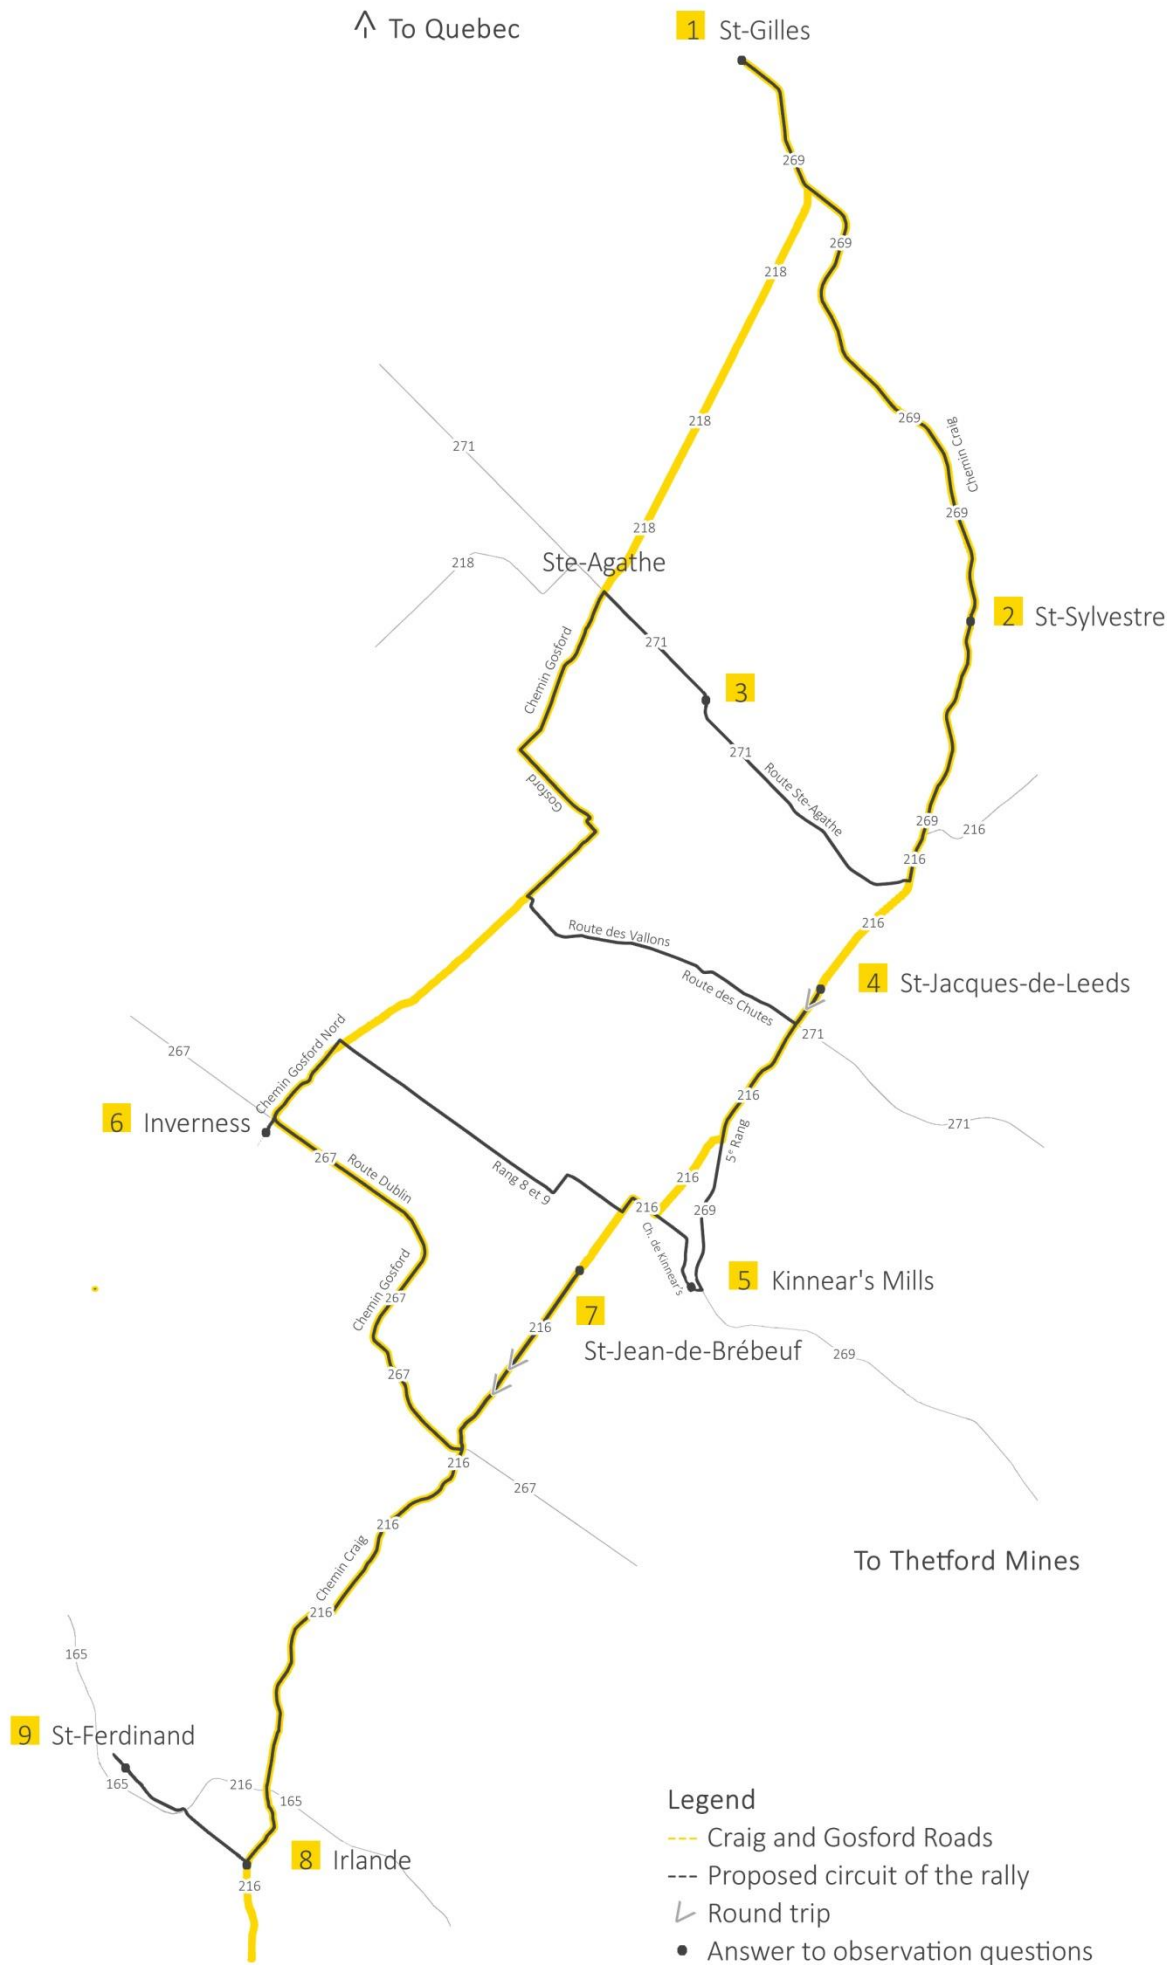 To Quebec
1 St-Gilles
269
269
218
218
269
Chemin Craig
271
269
218
Ste-Agathe
218
2 St-Sylvestre
Chemin Gosford
271
3
271
Gosford
Route Ste-Agathe
269
216
216
216
Route des Vallons
Route des Chutes
4 St-Jacques-de-Leeds
271
267
Chemin Gosford Nord
216
6 Inverness
271
5e Rang
267
Route Dublin
Rang 8 et 9
216
216
269
Ch. de Kinnear's
5 Kinnear's Mills
Chemin Gosford
267
7
216
St-Jean-de-Brébeuf
269
267
216
267
216
Chemin Craig
To Thetford Mines
216
165
9 St-Ferdinand
165
216
165
8 Irlande
216
Legend
Craig and Gosford Roads
Proposed circuit of the rally
Round trip
Answer to observation questions